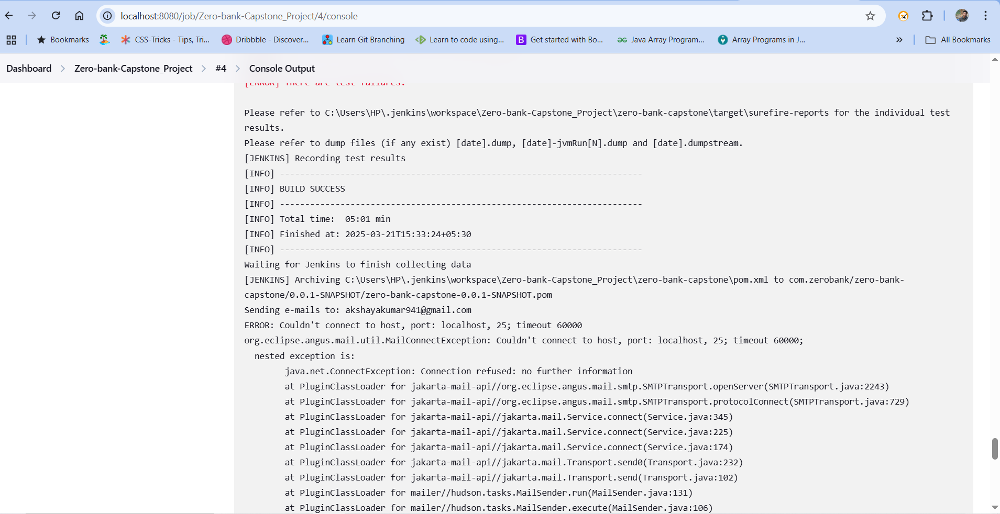 localhost:8080/job/Zero-bank-Capstone_Project/4/console
Bookmarks
CSS-Tricks - Tips, Tri...
Dribbble - Discover...
Learn Git Branching
Learn to code using...
B
Get started with Bo...
Java Array Program...
Array Programs in J...
All Bookmarks
Dashboard
Zero-bank-Capstone_Project
#4
Console Output
[ERROR] There are test failures.
Please refer to C:\Users\HP\.jenkins\workspace\Zero-bank-Capstone_Project\zero-bank-capstone\target\surefire-reports for the individual test
results.
Please refer to dump files (if any exist) [date].dump, [date]-jvmRun[N].dump and [date].dumpstream.
[JENKINS] Recording test results
[INFO] ------------------------------------------------------------------------
[INFO] BUILD SUCCESS
[INFO] ------------------------------------------------------------------------
[INFO] Total time:  05:01 min
[INFO] Finished at: 2025-03-21T15:33:24+05:30
[INFO] ------------------------------------------------------------------------
Waiting for Jenkins to finish collecting data
[JENKINS] Archiving C:\Users\HP\.jenkins\workspace\Zero-bank-Capstone_Project\zero-bank-capstone\pom.xml to com.zerobank/zero-bank-
capstone/0.0.1-SNAPSHOT/zero-bank-capstone-0.0.1-SNAPSHOT.pom
Sending e-mails to: akshayakumar941@gmail.com
ERROR: Couldn't connect to host, port: localhost, 25; timeout 60000
org.eclipse.angus.mail.util.MailConnectException: Couldn't connect to host, port: localhost, 25; timeout 60000;
nested exception is:
java.net.ConnectException: Connection refused: no further information
at PluginClassLoader for jakarta-mail-api//org.eclipse.angus.mail.smtp.SMTPTransport.openServer(SMTPTransport.java:2243)
at PluginClassLoader for jakarta-mail-api//org.eclipse.angus.mail.smtp.SMTPTransport.protocolConnect(SMTPTransport.java:729)
at PluginClassLoader for jakarta-mail-api//jakarta.mail.Service.connect(Service.java:345)
at PluginClassLoader for jakarta-mail-api//jakarta.mail.Service.connect(Service.java:225)
at PluginClassLoader for jakarta-mail-api//jakarta.mail.Service.connect(Service.java:174)
at PluginClassLoader for jakarta-mail-api//jakarta.mail.Transport.send0(Transport.java:232)
at PluginClassLoader for jakarta-mail-api//jakarta.mail.Transport.send(Transport.java:102)
at PluginClassLoader for mailer//hudson.tasks.MailSender.run(MailSender.java:131)
at PluginClassLoader for mailer//hudson.tasks.MailSender.execute(MailSender.java:106)